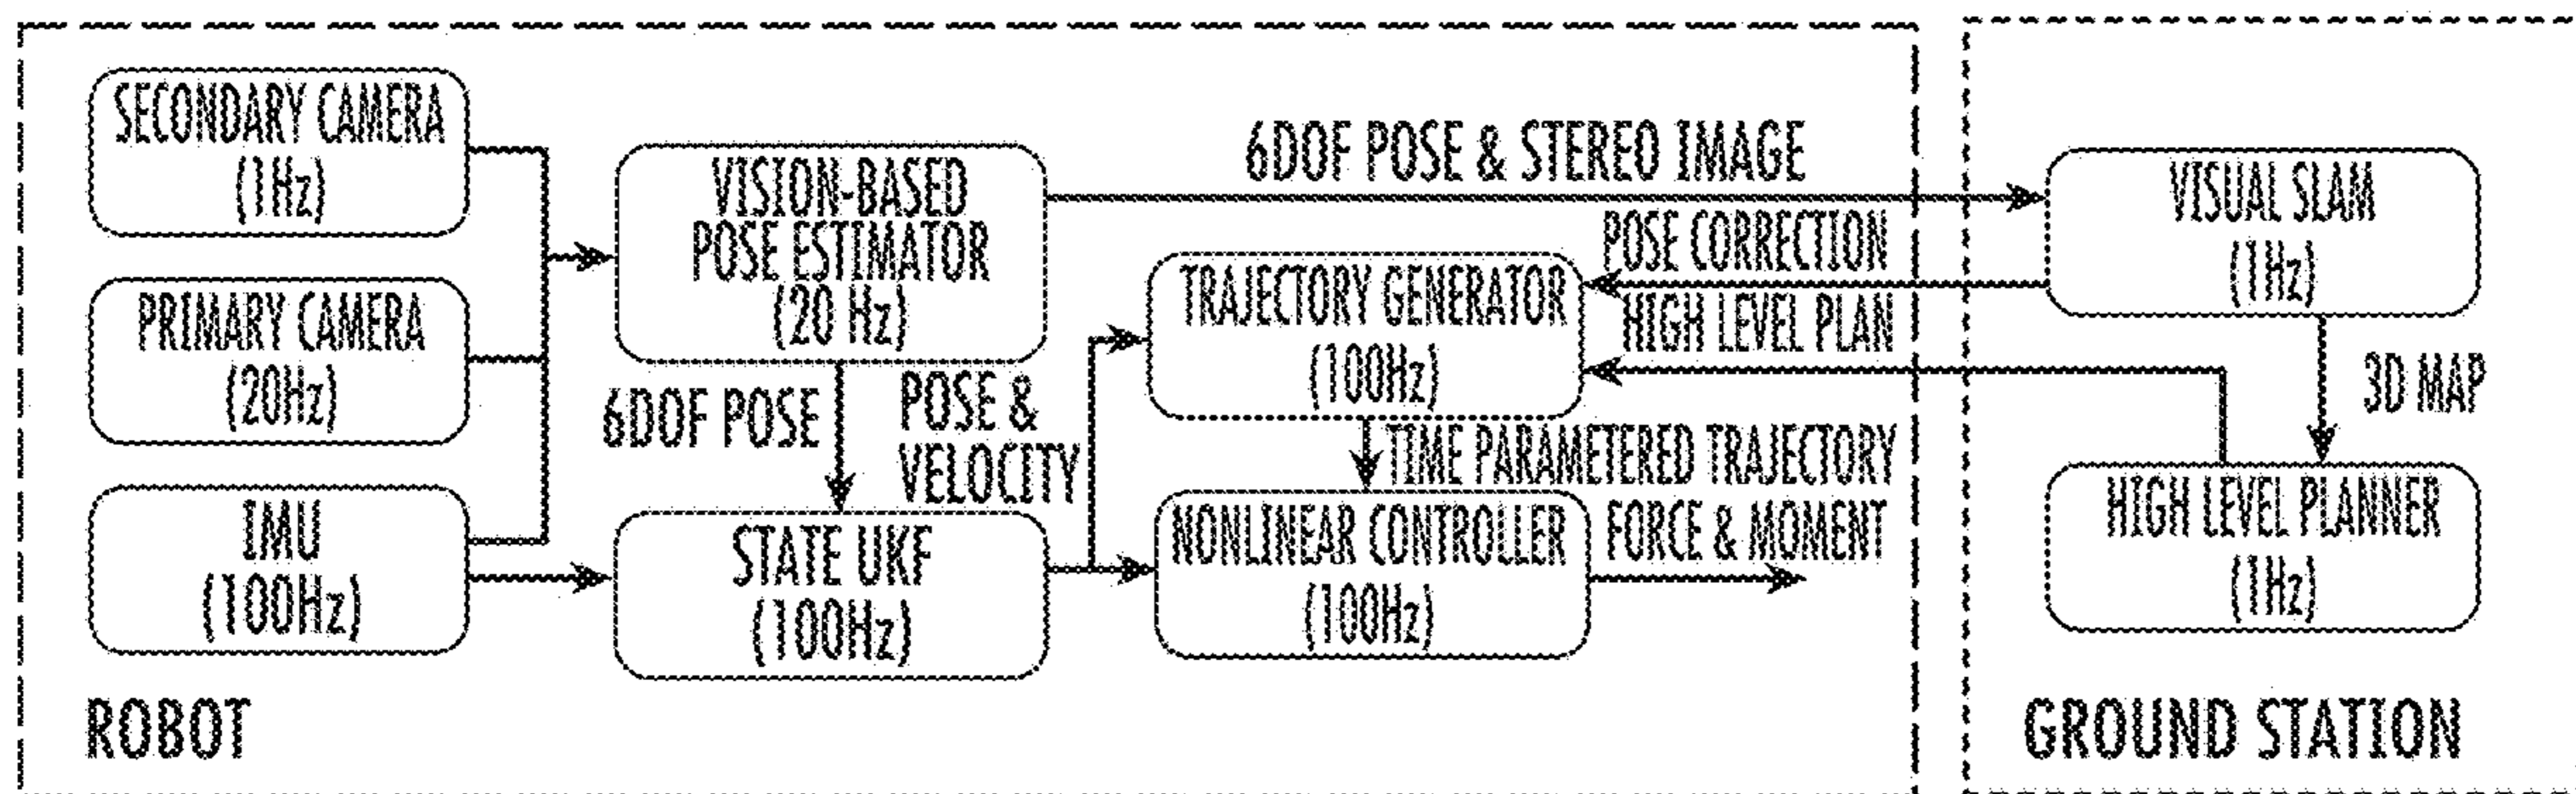 SECONDARY CAMERA
(1Hz)
PRIMARY CAMERA
(20Hz)
IMU
(100Hz)
ROBOT
VISION-BASED
POSE ESTIMATOR
(20 Hz)
6DOF POSE
POSE &
VELOCITY
STATE UKF
(100Hz)
6DOF POSE & STEREO IMAGE
POSE CORRECTION
HIGH LEVEL PLAN
TRAJECTORY GENERATOR
(100Hz)
TIME PARAMETERED TRAJECTORY
NONLINEAR CONTROLLER
(100Hz)
FORCE & MOMENT
VISUAL SLAM
(1Hz)
3D MAP
HIGH LEVEL PLANNER
(1Hz)
GROUND STATION